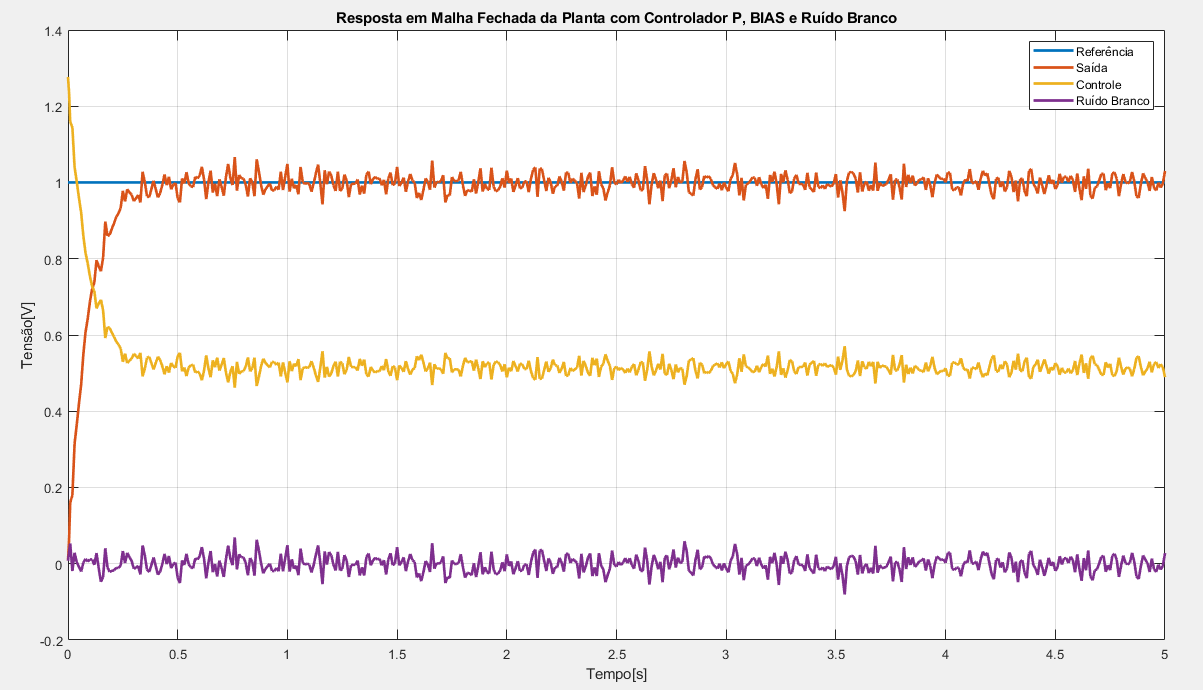 Resposta em Malha Fechada da Planta com Controlador P, BIAS e Ruído Branco
1.4
1.2
1
0.8
0.6
0.4
0.2
0
-0.2
Tensão[V]
Referência
Saída
Controle
Ruído Branco
0 0.5 1 1.5 2 2.5 3 3.5 4 4.5 5
Tempo[s]